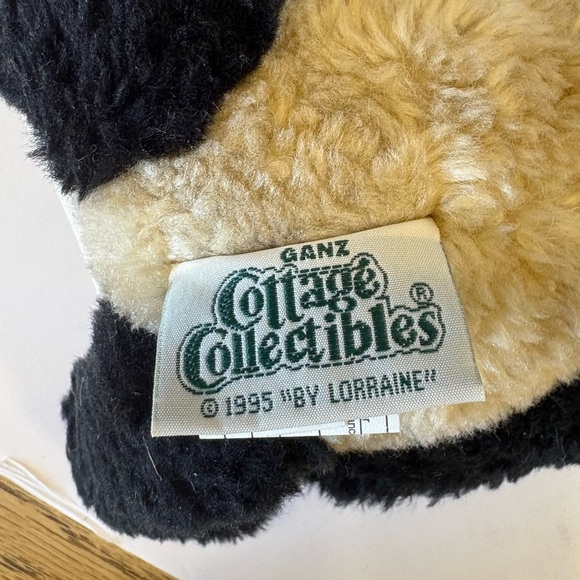 GANZ
Cottage
Collectibles®
© 1995 "BY LORRAINE"